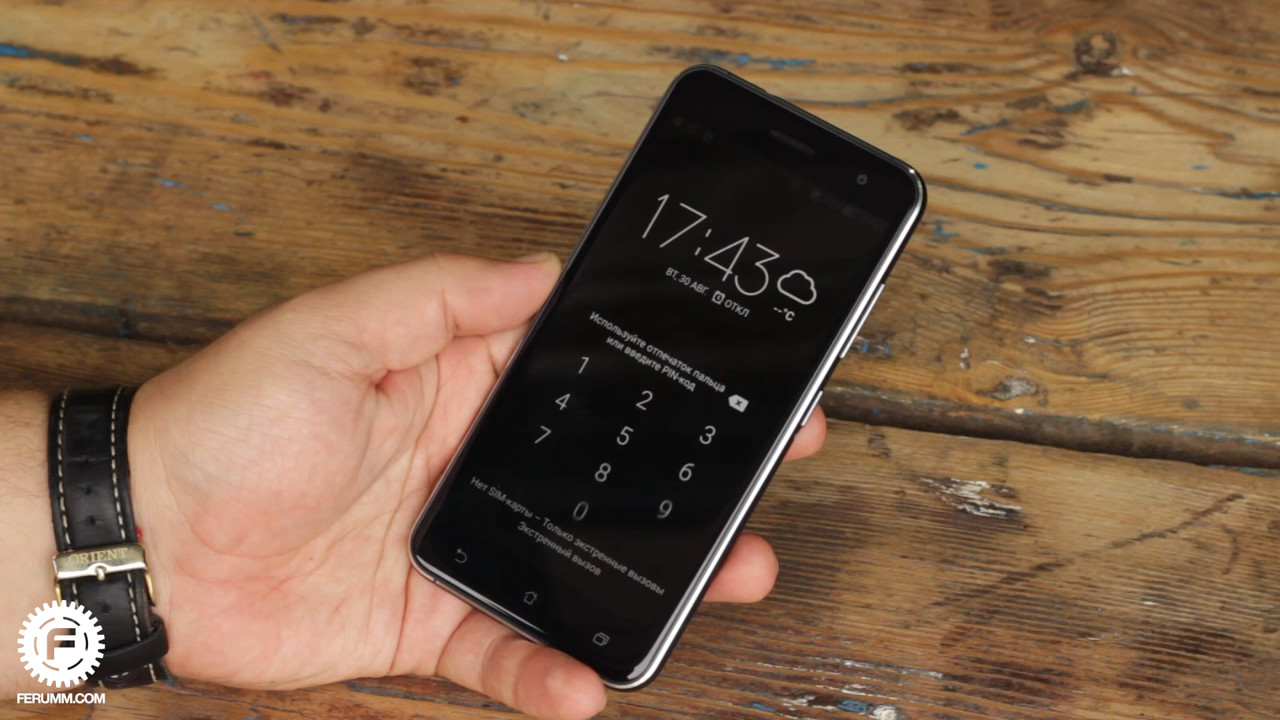 17:43
ВТ, 30 АВГ. ОТКЛ
--°C
Используйте отпечаток пальца
или введите PIN-код
1 2 3
4 5 6
7 8 9
0
Нет SIM-карты – Только экстренные вызовы
Экстренный вызов
ORIENT
F
FERUMM.COM